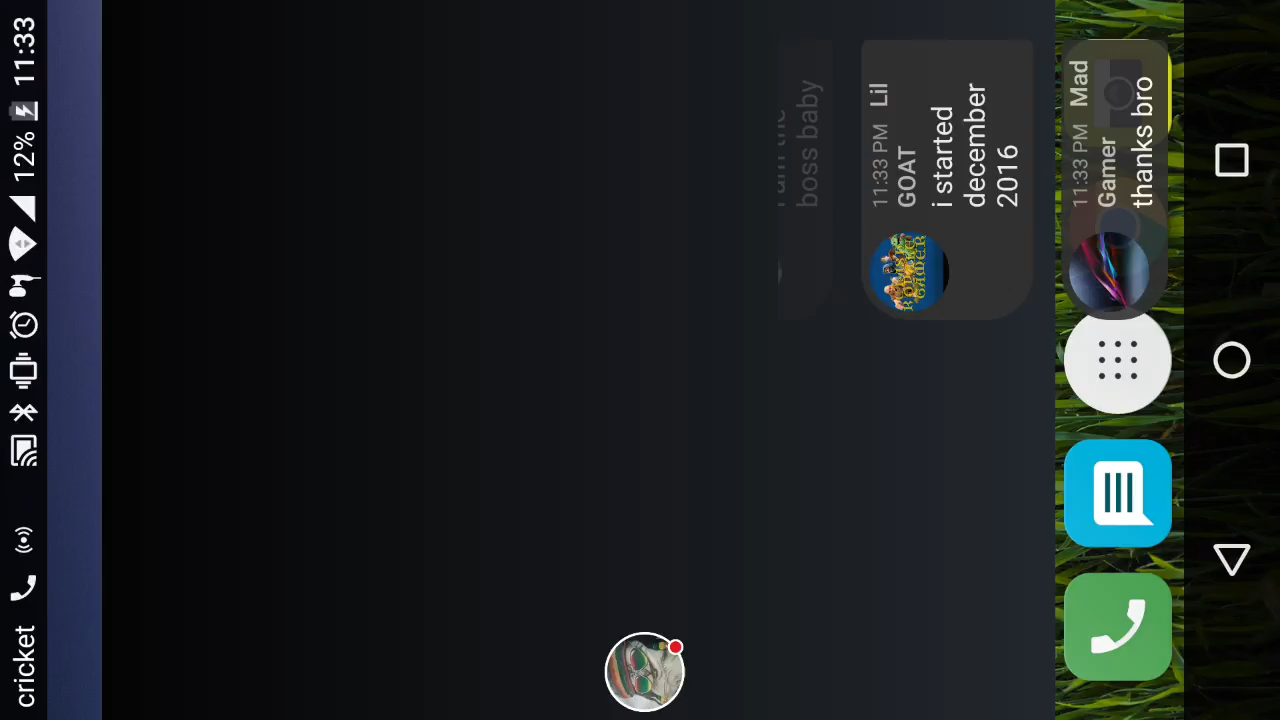 cricket 12% 11:33
boss baby
11:33 PM Lil
GOAT
i started
december
2016
11:33 PM Mad
Gamer
thanks bro